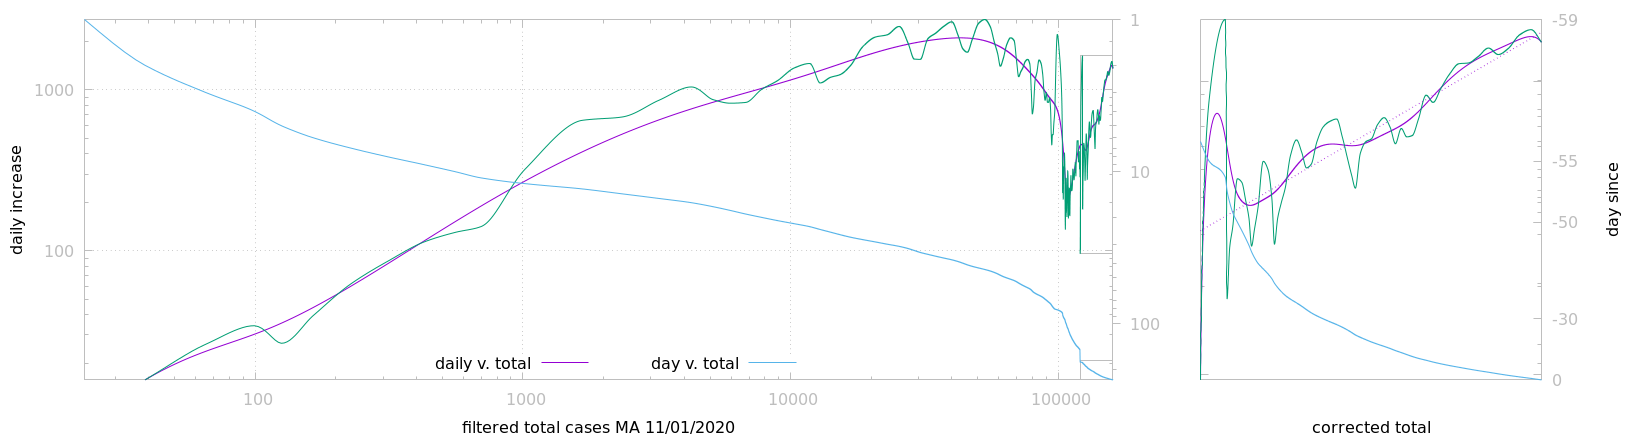 1
-59
1000
10
-55
-50
daily increase
day since
100
100
-30
daily v. total
day v. total
0
100
1000
10000
100000
filtered total cases MA 11/01/2020
corrected total